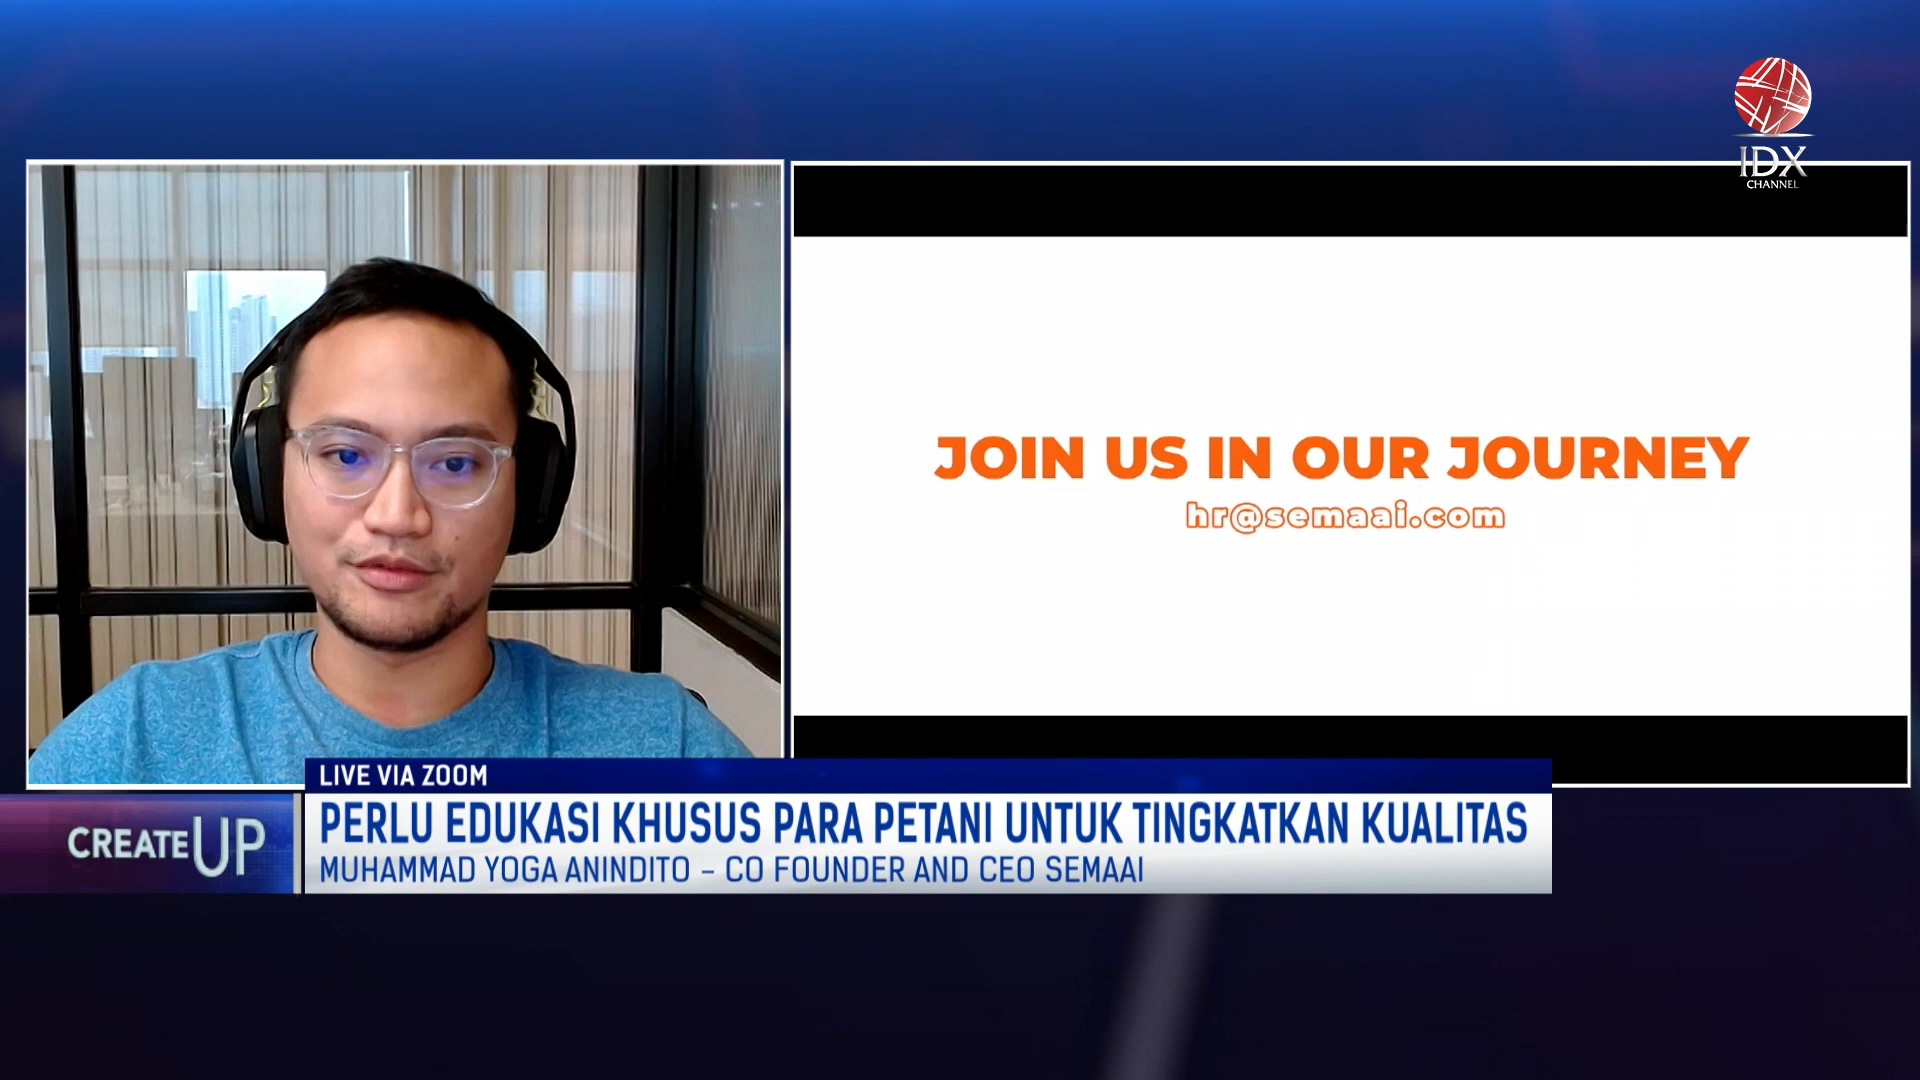 IDX
CHANNEL
JOIN US IN OUR JOURNEY
hr@semaai.com
LIVE VIA ZOOM
CREATE UP
PERLU EDUKASI KHUSUS PARA PETANI UNTUK TINGKATKAN KUALITAS
MUHAMMAD YOGA ANINDITO – CO FOUNDER AND CEO SEMAAI